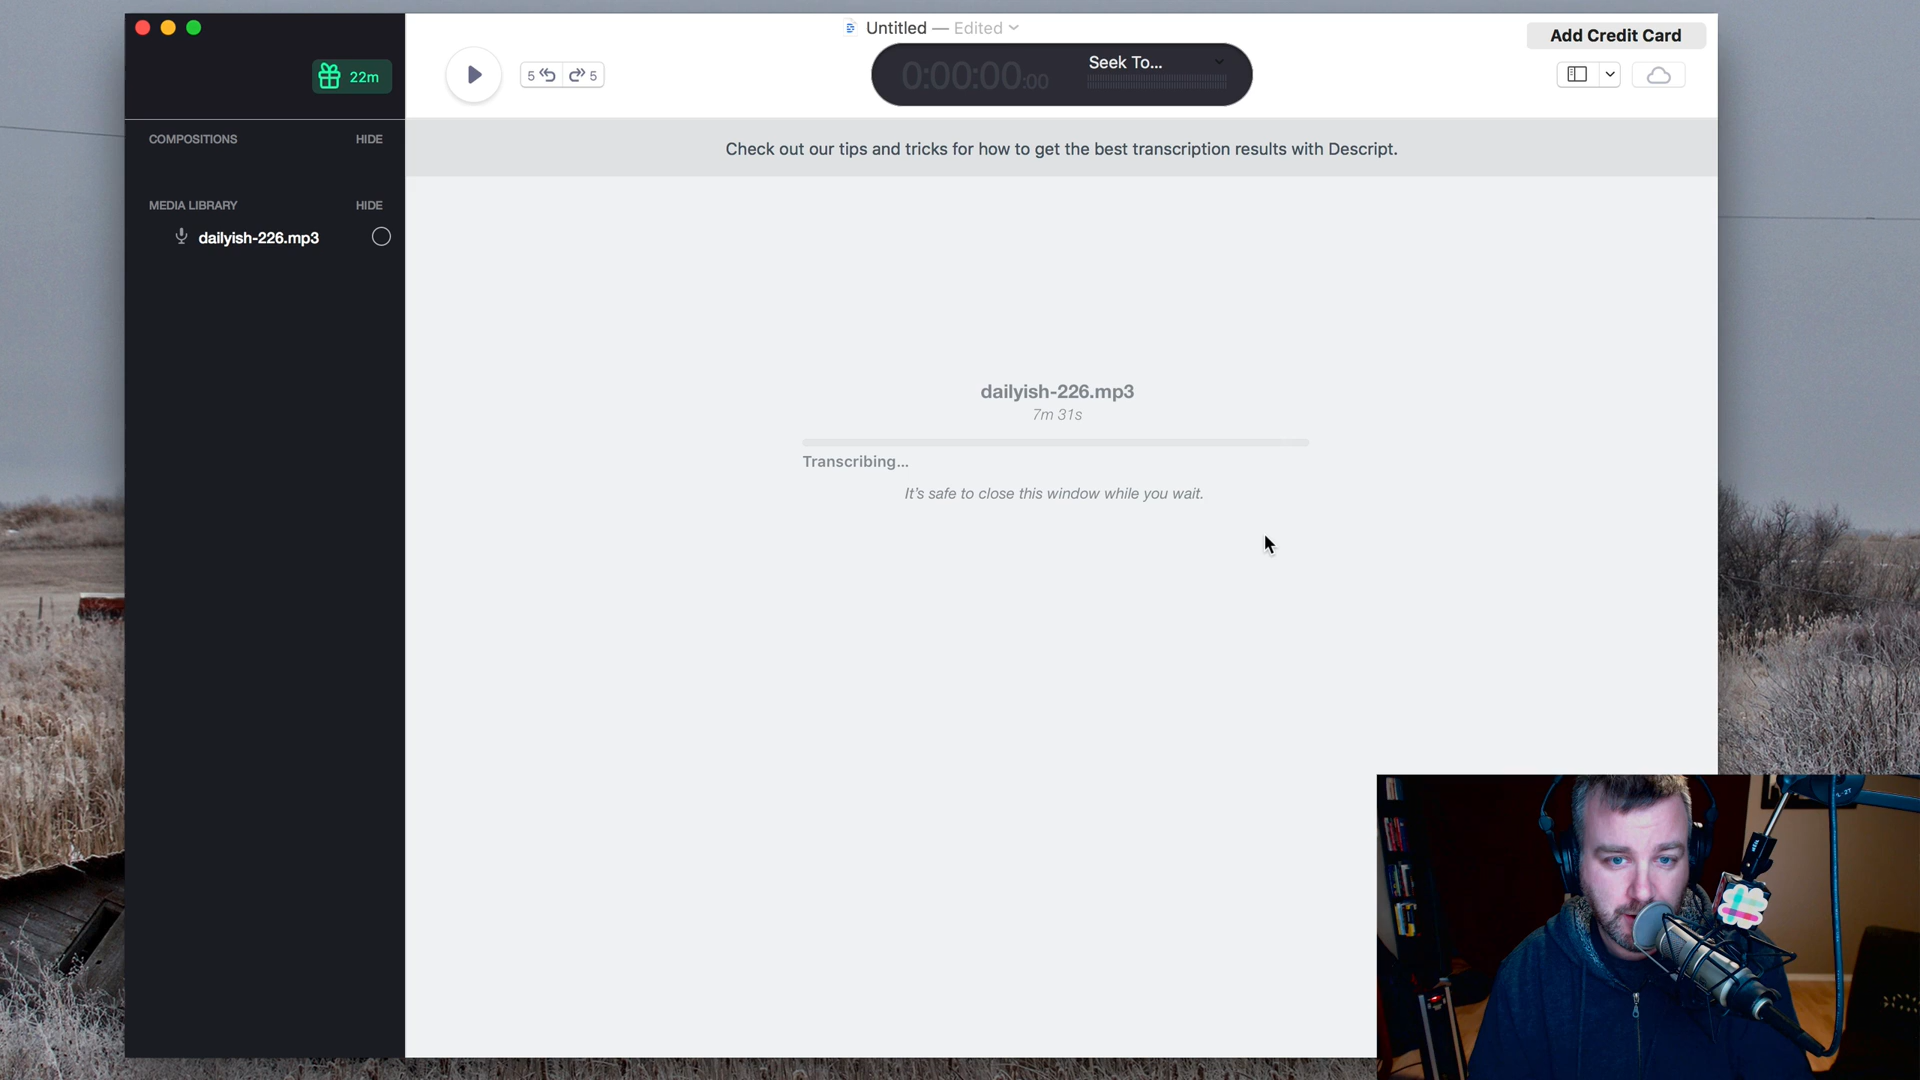 Untitled — Edited
Add Credit Card
22m
5
5
0:00:00:00
Seek To...
COMPOSITIONS
HIDE
Check out our tips and tricks for how to get the best transcription results with Descript.
MEDIA LIBRARY
HIDE
dailyish-226.mp3
dailyish-226.mp3
7m 31s
Transcribing...
It's safe to close this window while you wait.